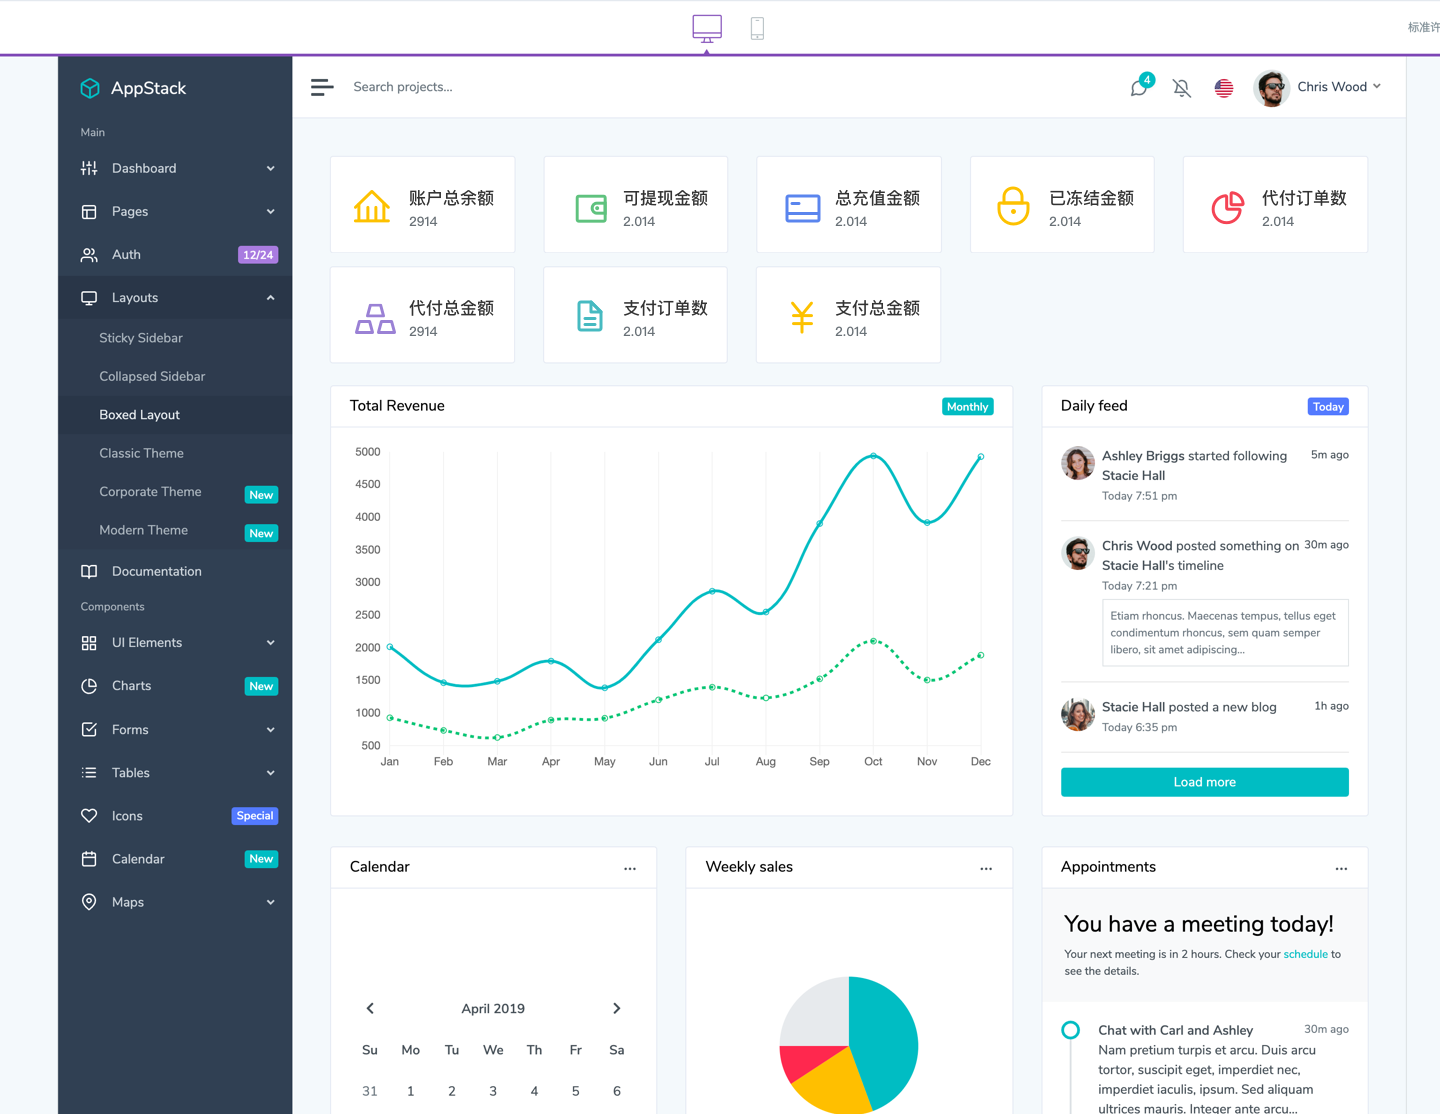 标准许
AppStack
Search projects...
4
Chris Wood
Main
Dashboard
Pages
Auth
12/24
Layouts
Sticky Sidebar
Collapsed Sidebar
Boxed Layout
Classic Theme
Corporate Theme
New
Modern Theme
New
Documentation
Components
UI Elements
Charts
New
Forms
Tables
Icons
Special
Calendar
New
Maps
账户总余额
2914
可提现金额
2.014
总充值金额
2.014
已冻结金额
2.014
代付订单数
2.014
代付总金额
2914
支付订单数
2.014
支付总金额
2.014
Total Revenue
Monthly
5000
4500
4000
3500
3000
2500
2000
1500
1000
500
Jan Feb Mar Apr May Jun Jul Aug Sep Oct Nov Dec
Daily feed
Today
Ashley Briggs started following
5m ago
Stacie Hall
Today 7:51 pm
Chris Wood posted something on
30m ago
Stacie Hall's timeline
Today 7:21 pm
Etiam rhoncus. Maecenas tempus, tellus eget
condimentum rhoncus, sem quam semper
libero, sit amet adipiscing...
Stacie Hall posted a new blog
1h ago
Today 6:35 pm
Load more
Calendar
...
April 2019
Su Mo Tu We Th Fr Sa
31 1 2 3 4 5 6
Weekly sales
...
Appointments
...
You have a meeting today!
Your next meeting is in 2 hours. Check your schedule to
see the details.
Chat with Carl and Ashley
30m ago
Nam pretium turpis et arcu. Duis arcu
tortor, suscipit eget, imperdiet nec,
imperdiet iaculis, ipsum. Sed aliquam
ultrices mauris. Integer ante arcu...